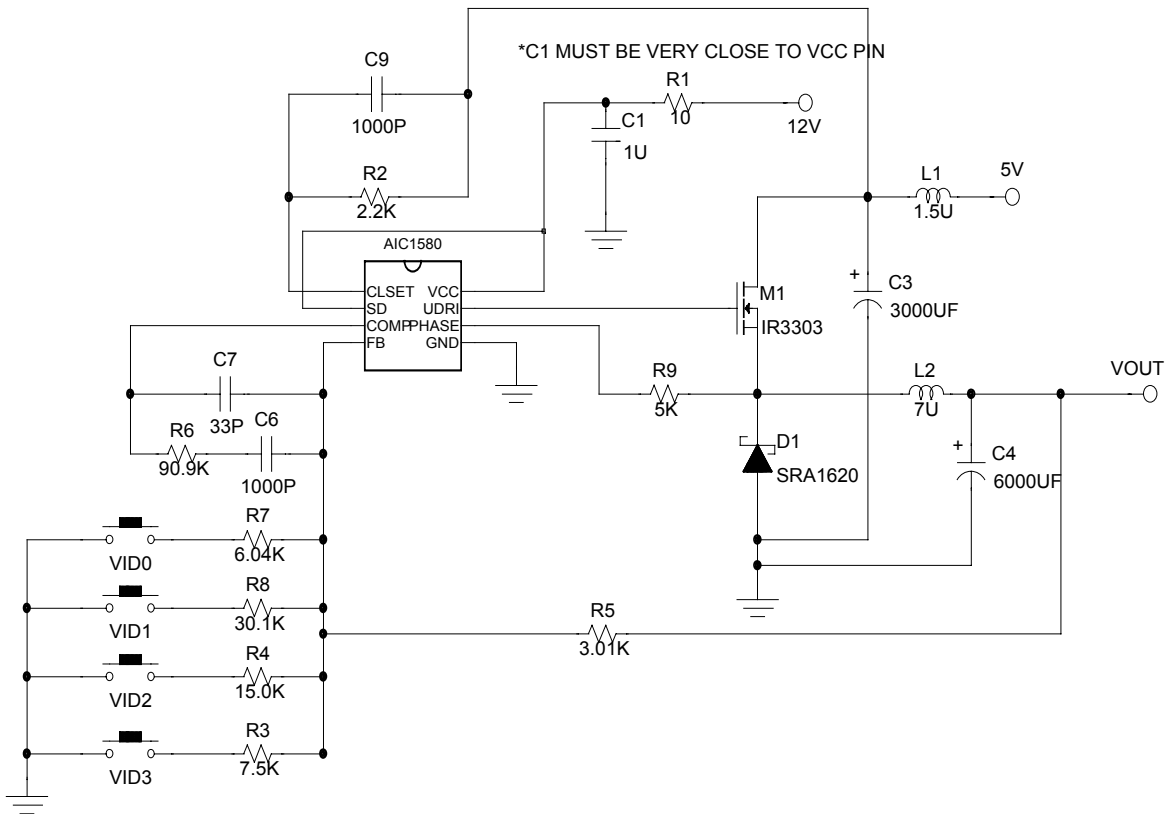 *C1 MUST BE VERY CLOSE TO VCC PIN
C9
1000P
R1
10
12V
C1
1U
R2
2.2K
L1
1.5U
5V
AIC1580
CLSET
VCC
SD
UDRI
COMP
PHASE
FB
GND
M1
IR3303
C3
3000UF
C7
33P
R9
5K
L2
7U
VOUT
R6
90.9K
C6
1000P
D1
SRA1620
C4
6000UF
VID0
R7
6.04K
VID1
R8
30.1K
R5
3.01K
VID2
R4
15.0K
VID3
R3
7.5K